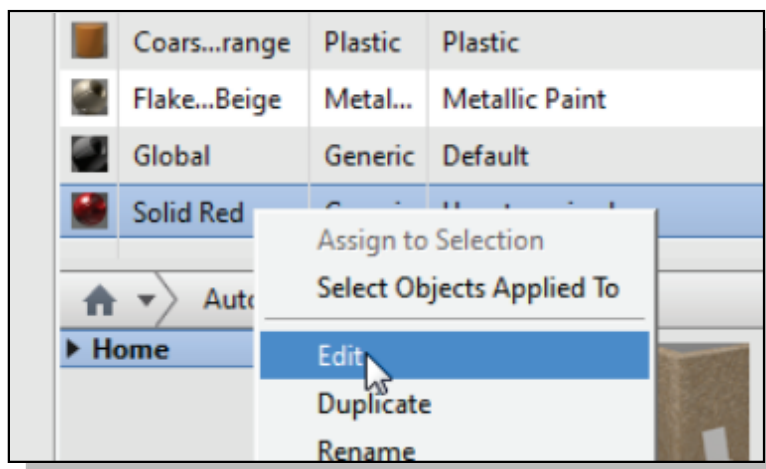 Coars...range Plastic Plastic
Flake...Beige Metal... Metallic Paint
Global Generic Default
Solid Red
Assign to Selection
Select Objects Applied To
Home
Edit
Duplicate
Rename